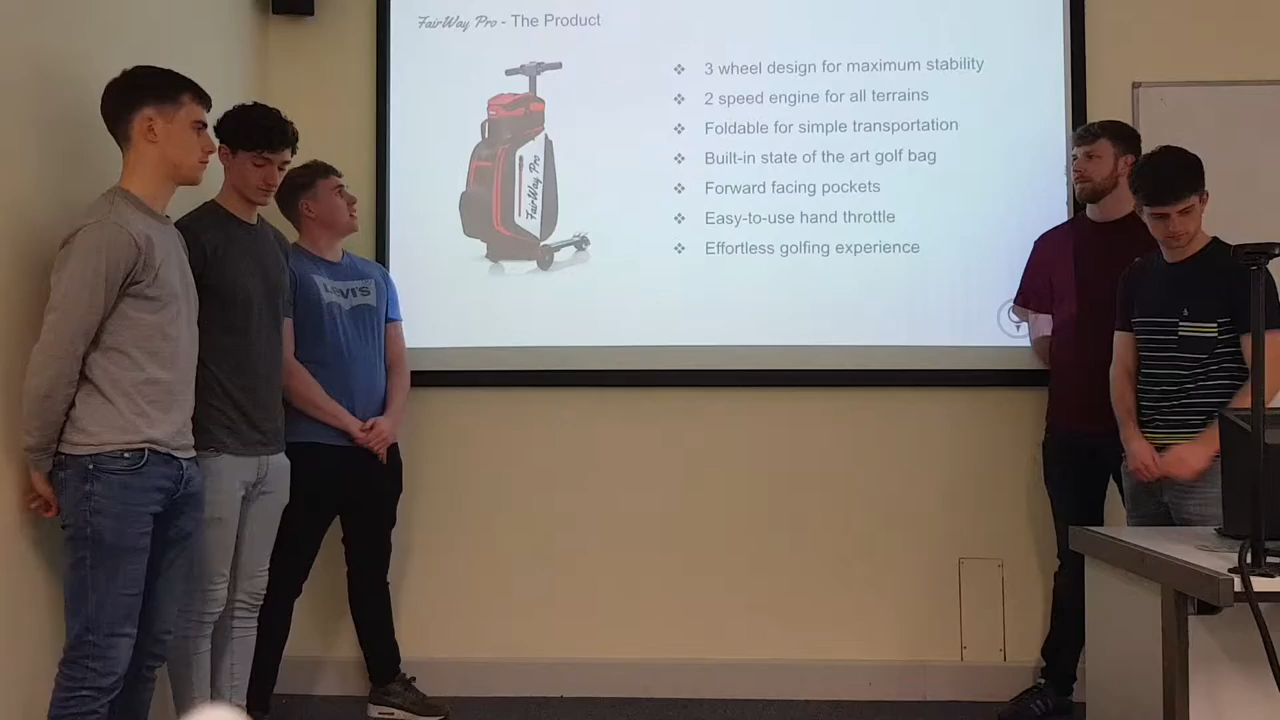 FairWay Pro - The Product
❖ 3 wheel design for maximum stability
❖ 2 speed engine for all terrains
❖ Foldable for simple transportation
❖ Built-in state of the art golf bag
❖ Forward facing pockets
❖ Easy-to-use hand throttle
❖ Effortless golfing experience
FairWay Pro
LEVI'S